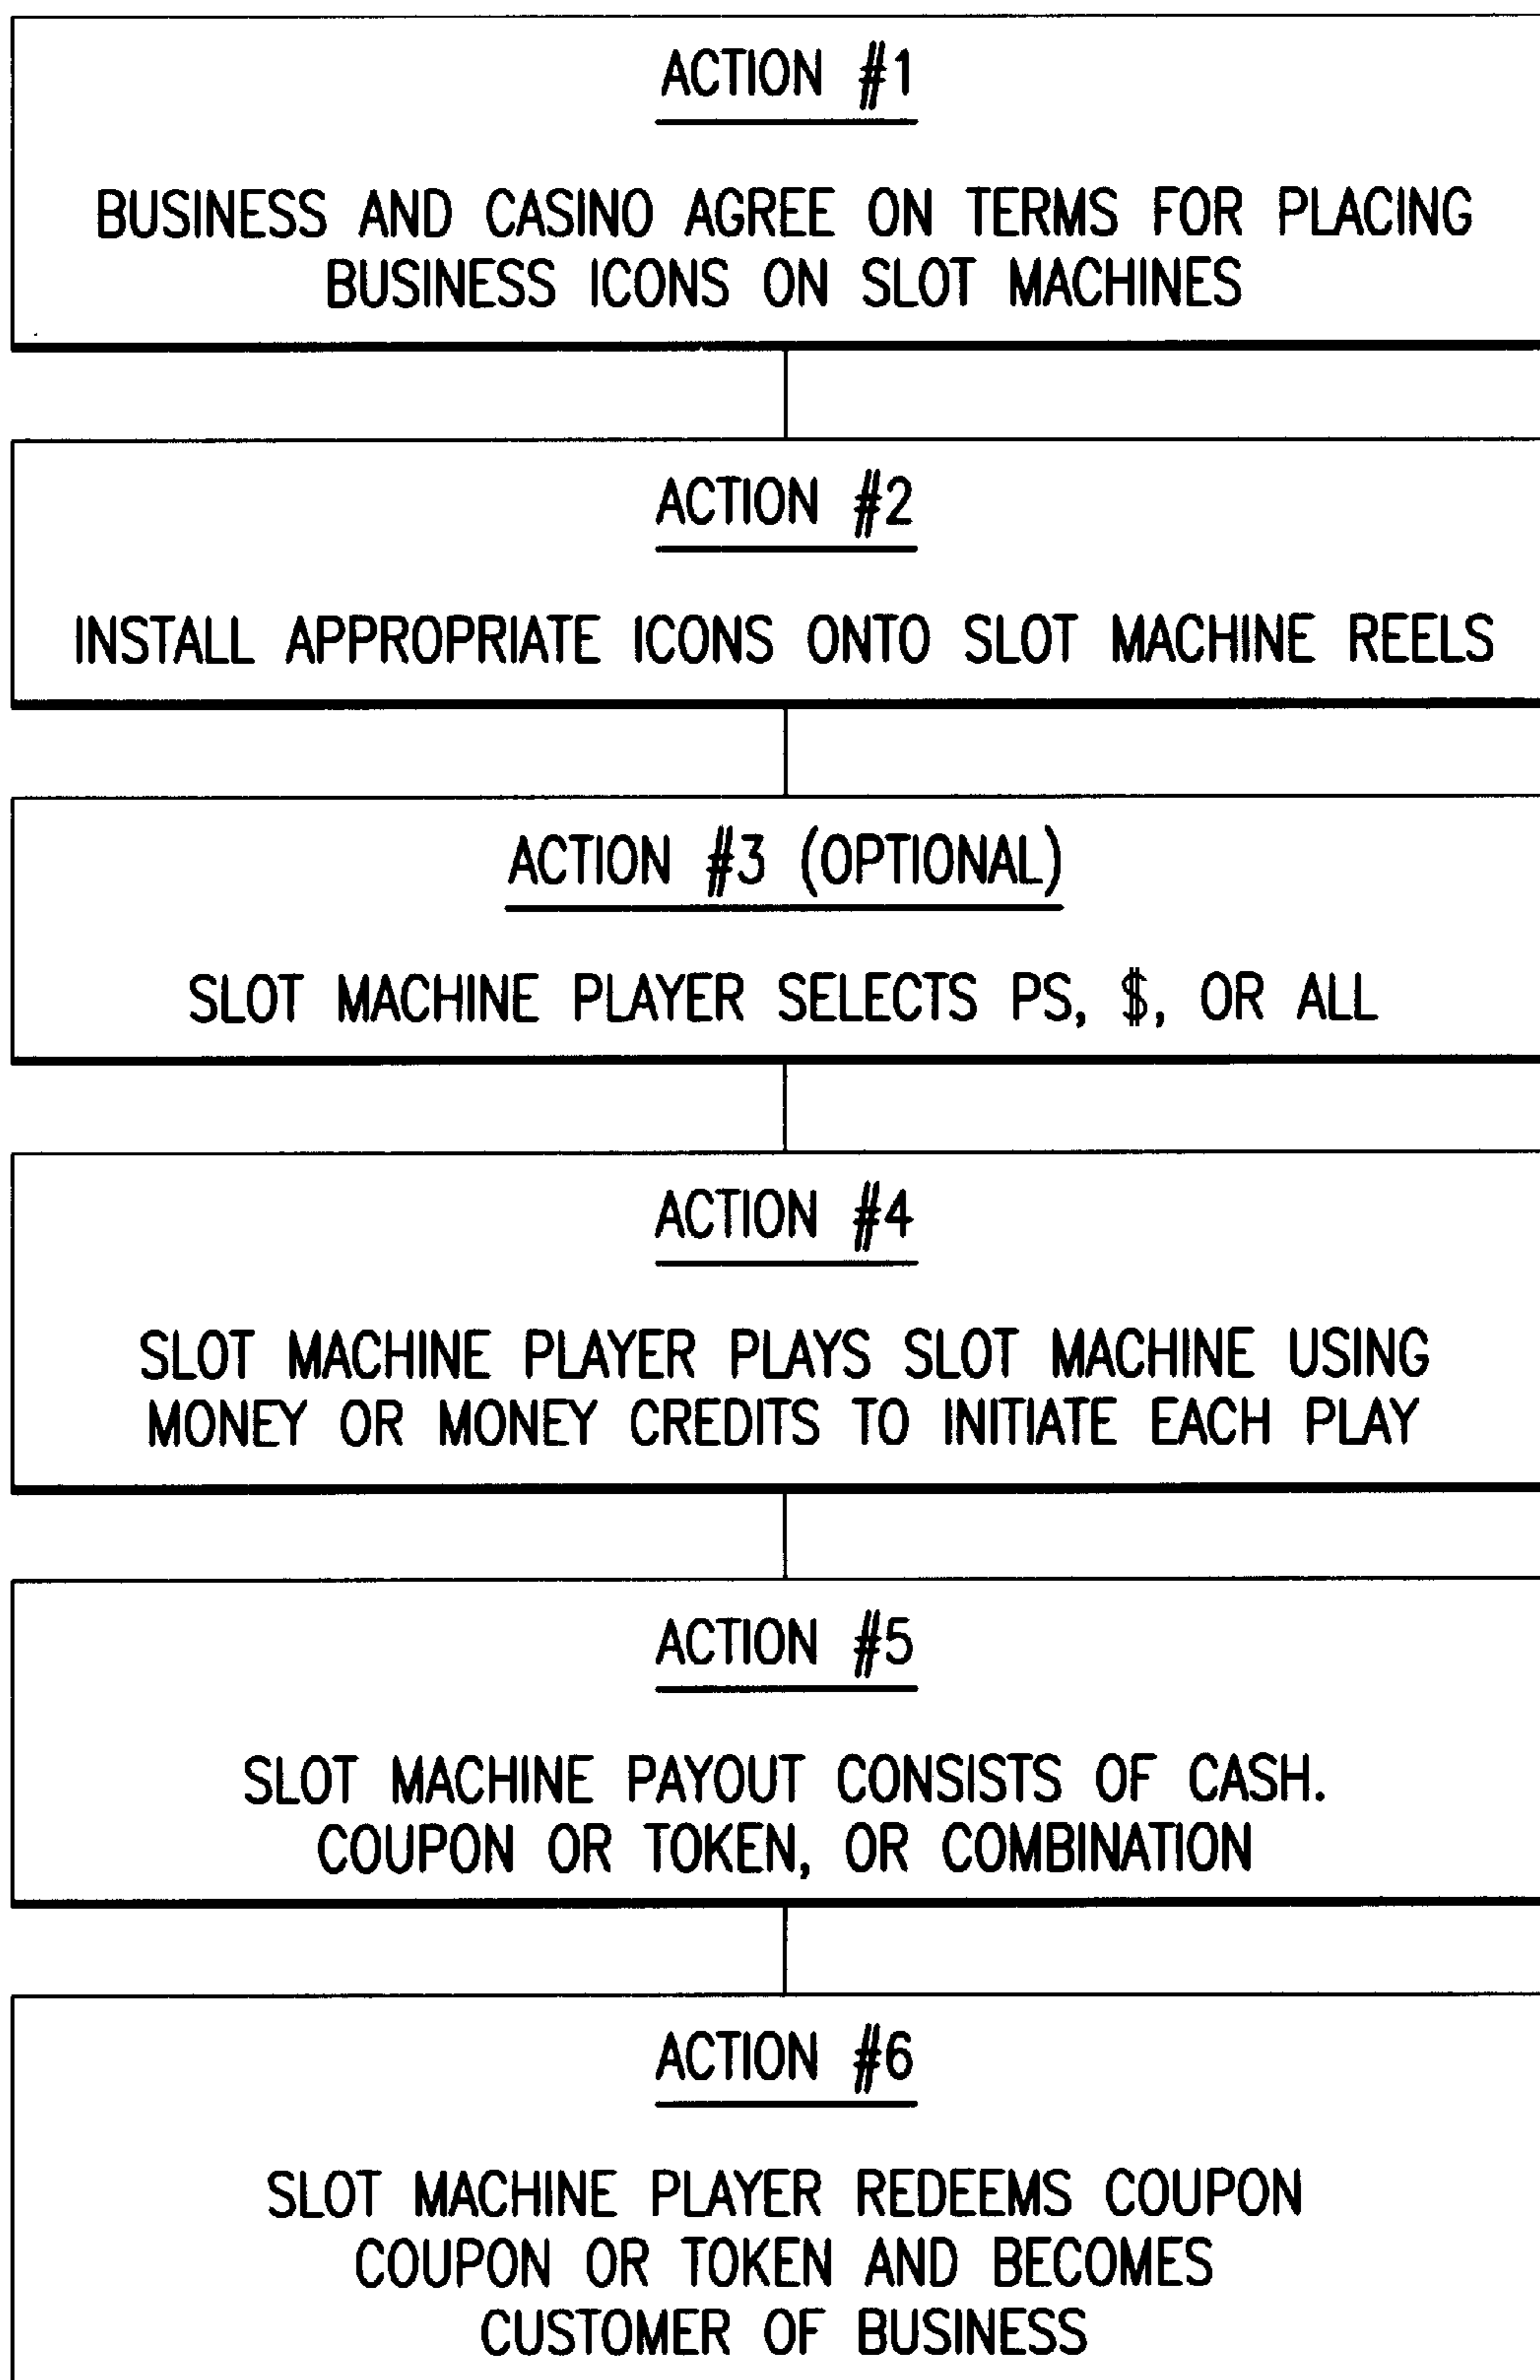 ACTION #1
BUSINESS AND CASINO AGREE ON TERMS FOR PLACING
BUSINESS ICONS ON SLOT MACHINES
ACTION #2
INSTALL APPROPRIATE ICONS ONTO SLOT MACHINE REELS
ACTION #3 (OPTIONAL)
SLOT MACHINE PLAYER SELECTS PS, $, OR ALL
ACTION #4
SLOT MACHINE PLAYER PLAYS SLOT MACHINE USING
MONEY OR MONEY CREDITS TO INITIATE EACH PLAY
ACTION #5
SLOT MACHINE PAYOUT CONSISTS OF CASH.
COUPON OR TOKEN, OR COMBINATION
ACTION #6
SLOT MACHINE PLAYER REDEEMS COUPON
COUPON OR TOKEN AND BECOMES
CUSTOMER OF BUSINESS